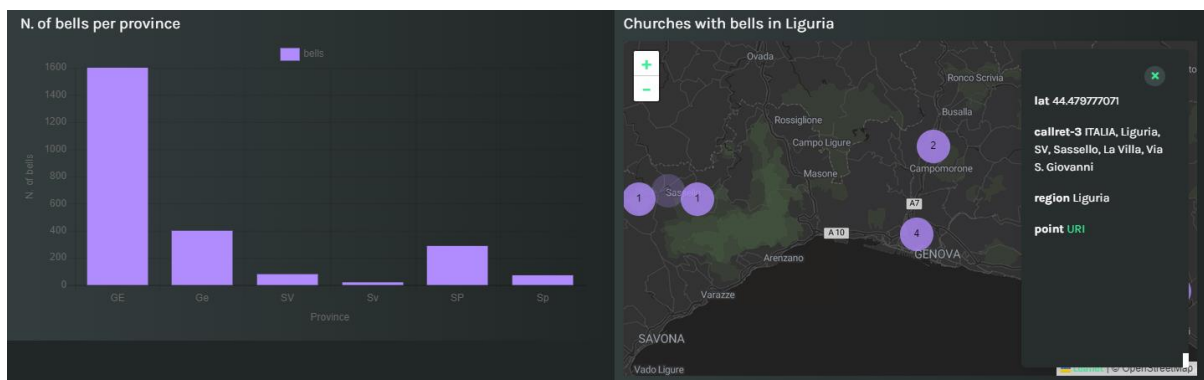 N. of bells per province
bells
1600
1400
1200
1000
800
600
400
200
0
N. of bells
GE
Ge
SV
Sv
SP
Sp
Province
Churches with bells in Liguria
+
−
Ovada
Ronco Scrivia
Rossiglione
Busalla
Campo Ligure
2
Masone
Campomorone
1
1
A7
A 10
4
GENOVA
Arenzano
Varazze
SAVONA
Vado Ligure
×
lat 44.479777071
callret-3 ITALIA, Liguria,
SV, Sassello, La Villa, Via
S. Giovanni
region Liguria
point URI
Leaflet | © OpenStreetMap